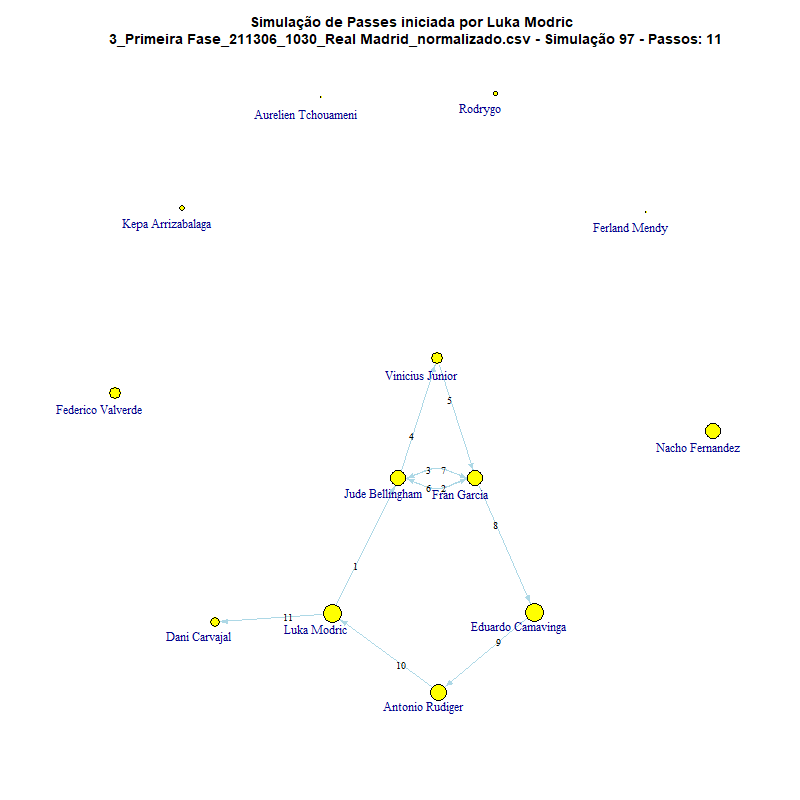 Simulação de Passes iniciada por Luka Modric
3_Primeira Fase_211306_1030_Real Madrid_normalizado.csv - Simulação 97 - Passos: 11
Aurelien Tchouameni
Rodrygo
Kepa Arrizabalaga
Ferland Mendy
Vinicius Junior
Federico Valverde
5
4
Nacho Fernandez
3 7
6 2
Jude Bellingham
Fran Garcia
8
1
11
Luka Modric
Eduardo Camavinga
Dani Carvajal
9
10
Antonio Rudiger